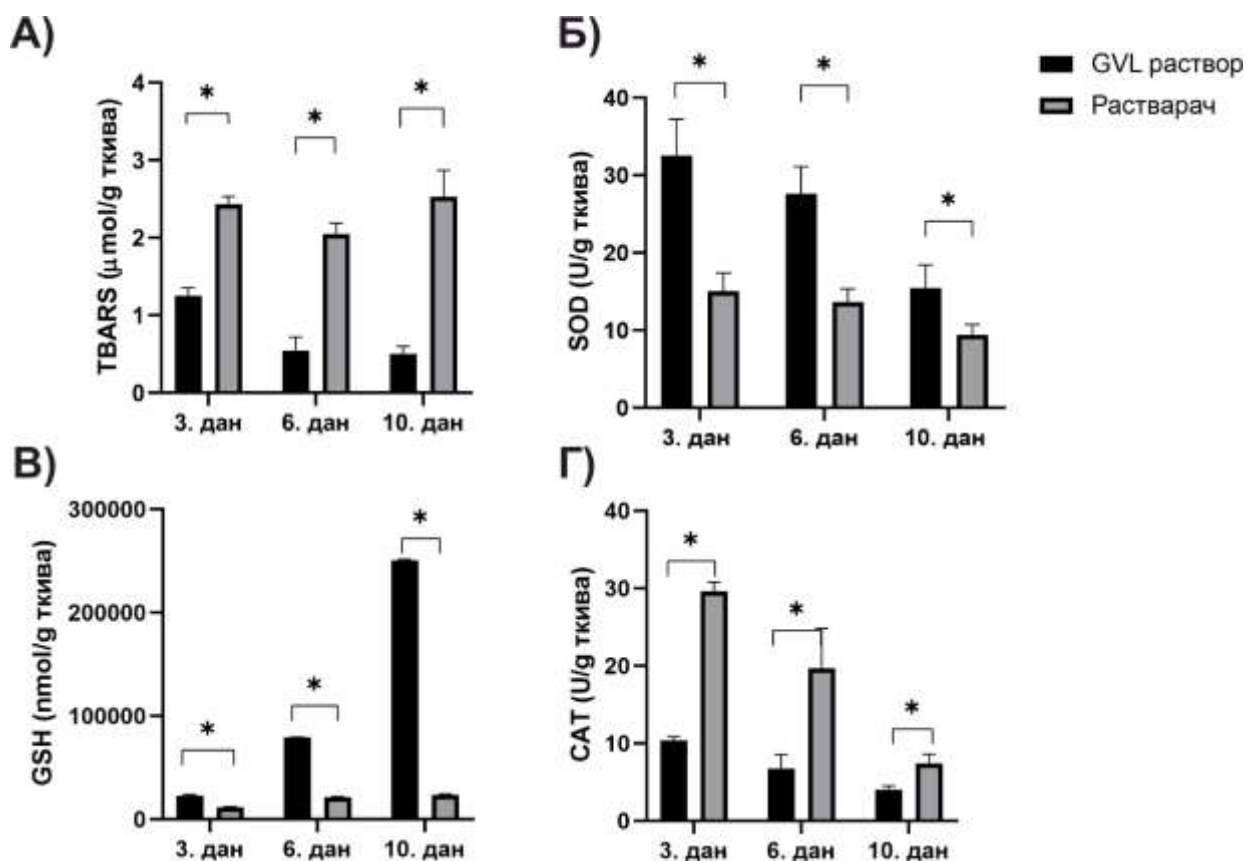 А)
TBARS (µmol/g ткива)
4
3
2
1
0
*
*
*
3. дан
6. дан
10. дан
Б)
SOD (U/g ткива)
40
30
20
10
0
*
*
*
3. дан
6. дан
10. дан
GVL раствор
Растварач
В)
GSH (nmol/g ткива)
300000
200000
100000
0
*
*
*
3. дан
6. дан
10. дан
Г)
CAT (U/g ткива)
40
30
20
10
0
*
*
*
3. дан
6. дан
10. дан